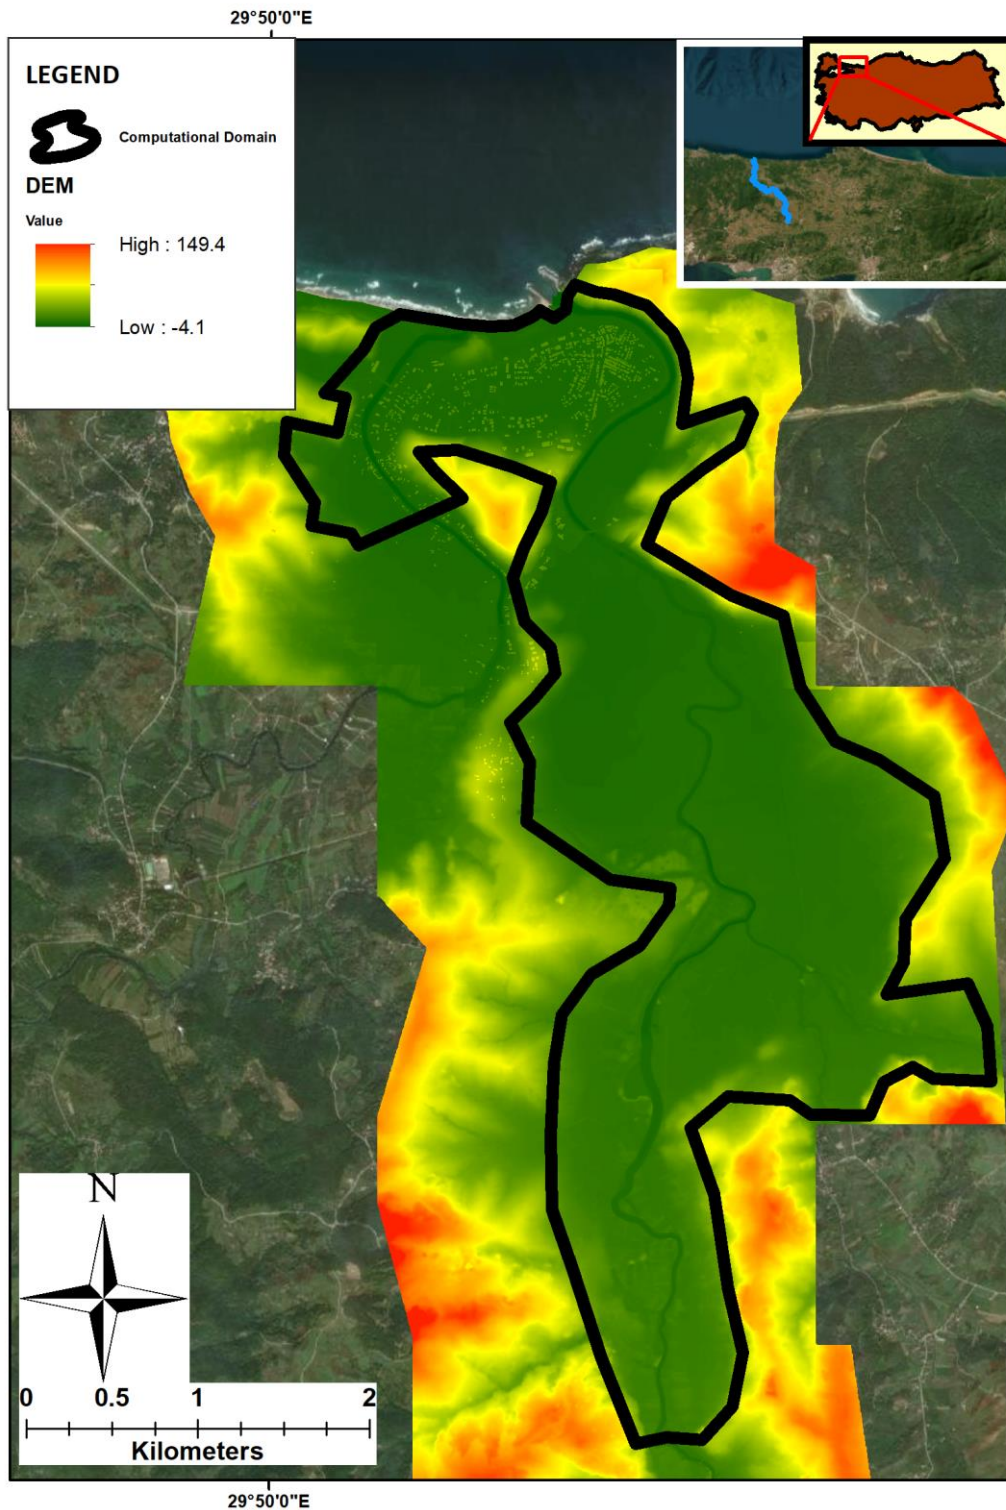 29°50'0"E
LEGEND
Computational Domain
DEM
Value
High : 149.4
Low : -4.1
N
0 0.5 1 2
Kilometers
29°50'0"E